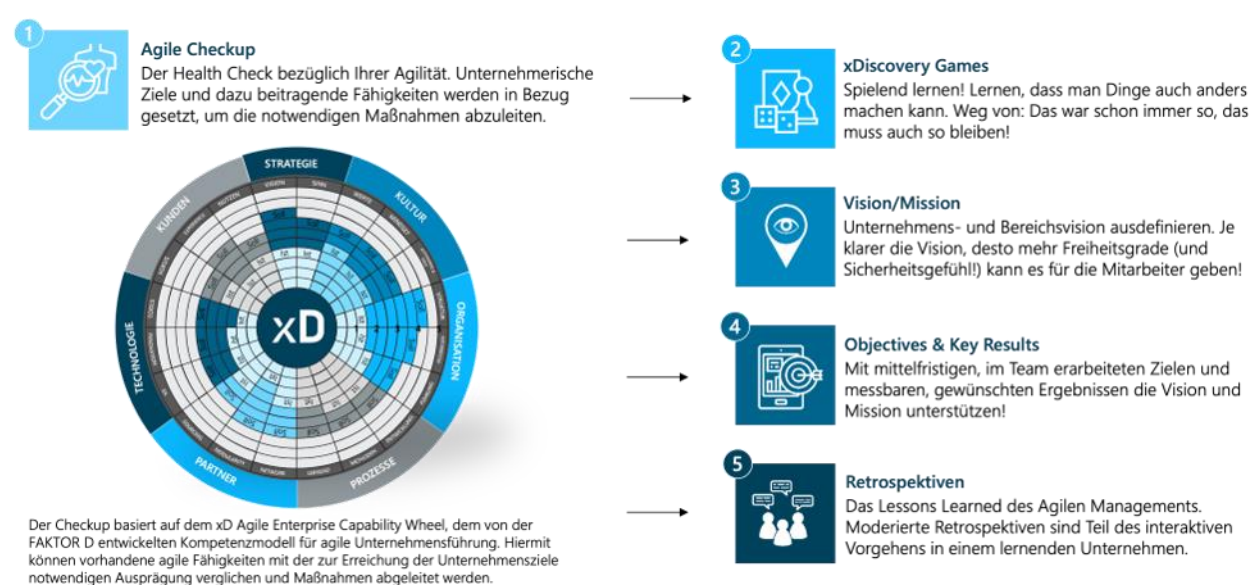 1
Agile Checkup
Der Health Check bezüglich Ihrer Agilität. Unternehmerische
Ziele und dazu beitragende Fähigkeiten werden in Bezug
gesetzt, um die notwendigen Maßnahmen abzuleiten.
STRATEGIE
KULTUR
ORGANISATION
PROZESSE
PARTNER
TECHNOLOGIE
KUNDEN
VISION
NUTZEN
xD
1 2 3 4 5
Der Checkup basiert auf dem xD Agile Enterprise Capability Wheel, dem von der
FAKTOR D entwickelten Kompetenzmodell für agile Unternehmensführung. Hiermit
können vorhandene agile Fähigkeiten mit der zur Erreichung der Unternehmensziele
notwendigen Ausprägung verglichen und Maßnahmen abgeleitet werden.
2
xDiscovery Games
Spielend lernen! Lernen, dass man Dinge auch anders
machen kann. Weg von: Das war schon immer so, das
muss auch so bleiben!
3
Vision/Mission
Unternehmens- und Bereichsvision ausdefinieren. Je
klarer die Vision, desto mehr Freiheitsgrade (und
Sicherheitsgefühl!) kann es für die Mitarbeiter geben!
4
Objectives & Key Results
Mit mittelfristigen, im Team erarbeiteten Zielen und
messbaren, gewünschten Ergebnissen die Vision und
Mission unterstützen!
5
Retrospektiven
Das Lessons Learned des Agilen Managements.
Moderierte Retrospektiven sind Teil des interaktiven
Vorgehens in einem lernenden Unternehmen.